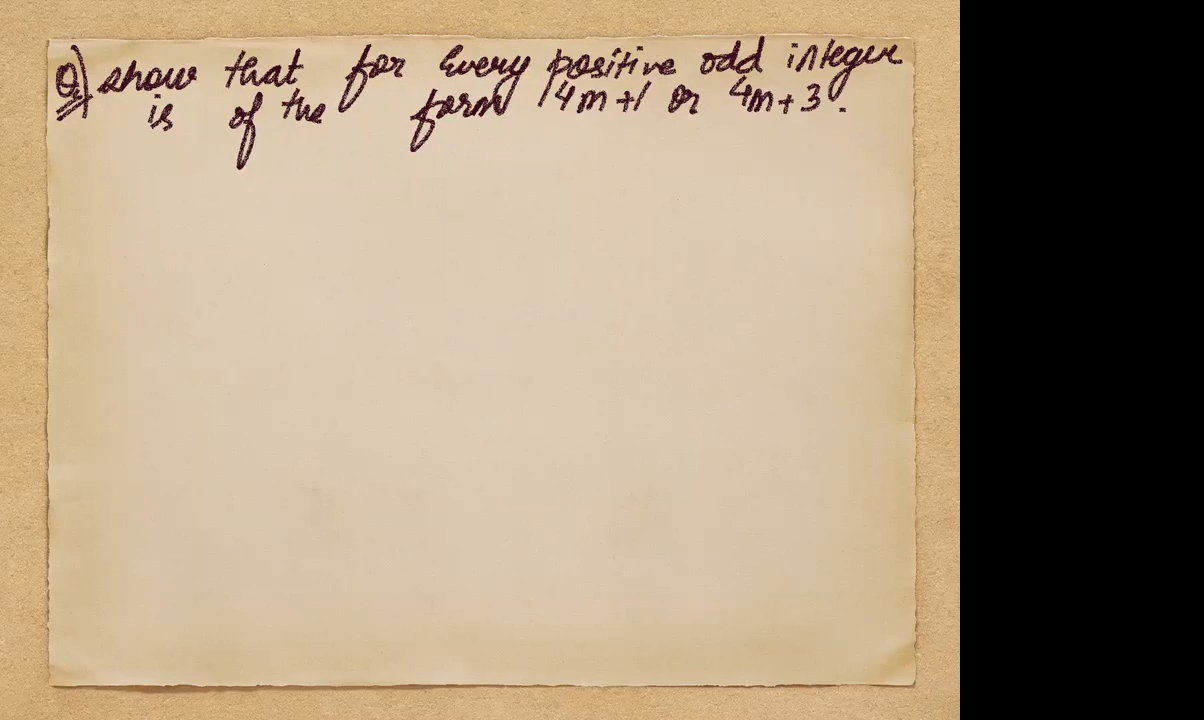 Q) show that for every positive odd integer
is of the form 4m+1 or 4m+3.